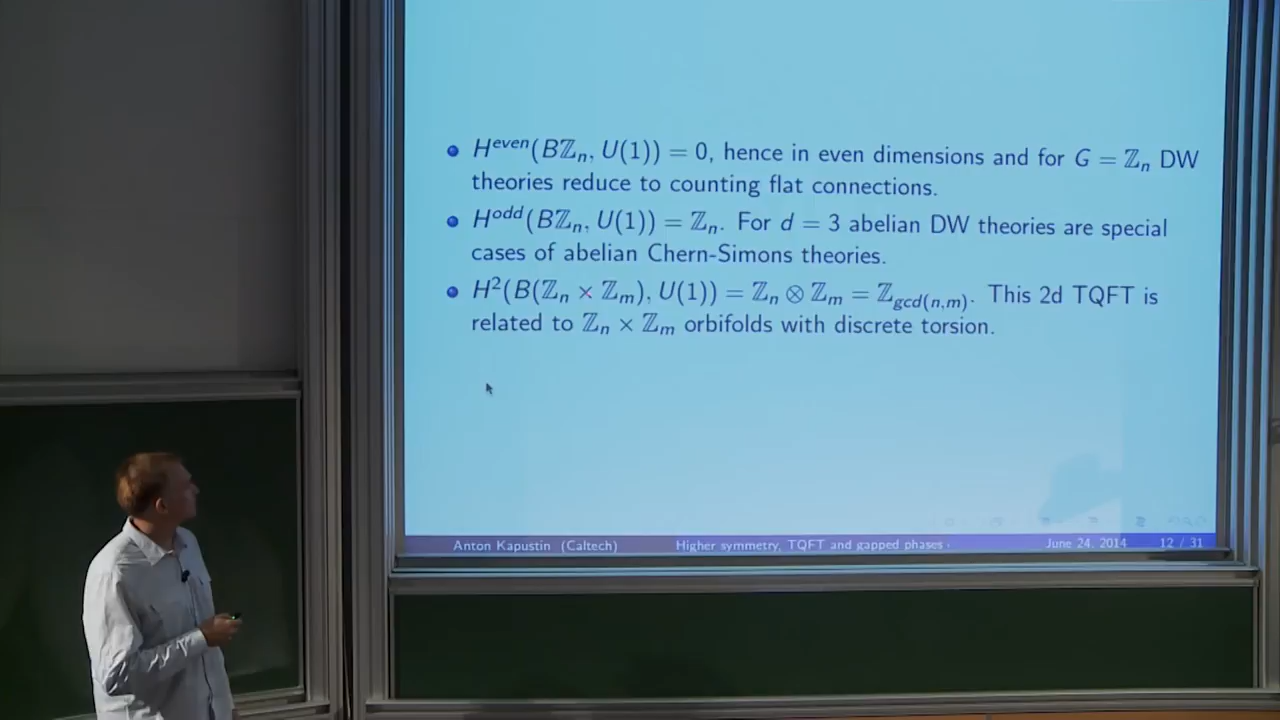 H^{even}(Bℤ_n, U(1)) = 0, hence in even dimensions and for G = ℤ_n DW
theories reduce to counting flat connections.
H^{odd}(Bℤ_n, U(1)) = ℤ_n. For d = 3 abelian DW theories are special
cases of abelian Chern-Simons theories.
H^2(B(ℤ_n × ℤ_m), U(1)) = ℤ_n ⊗ ℤ_m = ℤ_{gcd(n,m)}. This 2d TQFT is
related to ℤ_n × ℤ_m orbifolds with discrete torsion.
Anton Kapustin (Caltech) Higher symmetry, TQFT and gapped phases June 24, 2014 12 / 31